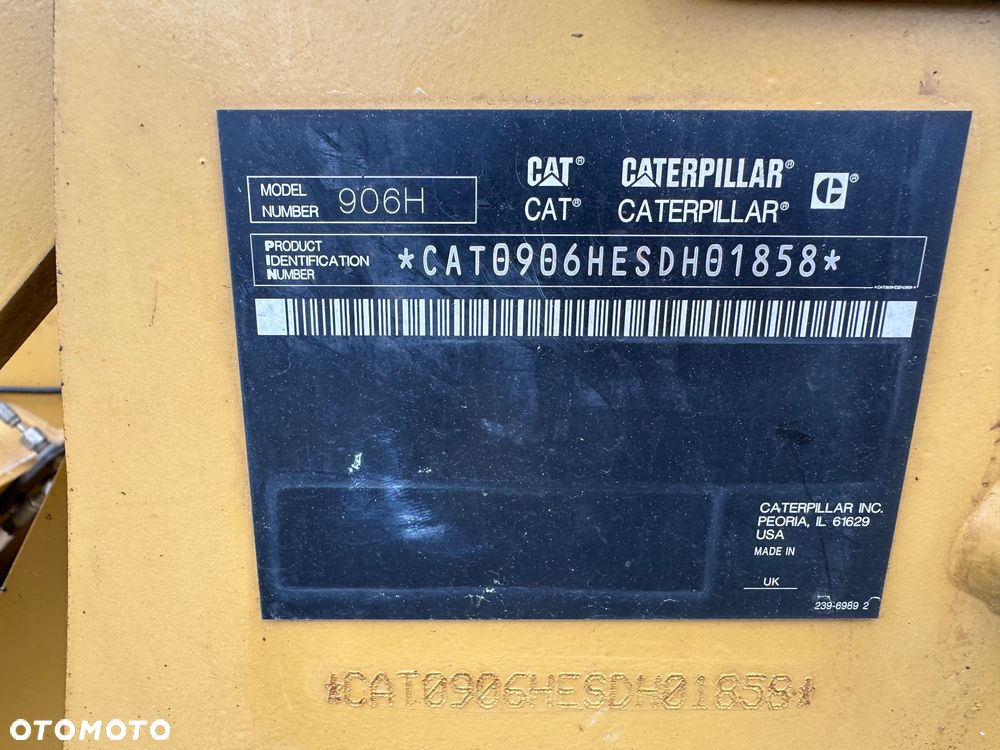 CAT® CATERPILLAR®
MODEL NUMBER 906H
CAT® CATERPILLAR®
PRODUCT
IDENTIFICATION
NUMBER
*CAT0906HESDH01858*
*CAT0906HESDH01858*
CATERPILLAR INC.
PEORIA, IL 61629
USA
MADE IN
UK
239-6989 2
*CAT0906HESDH01858*
OTOMOTO